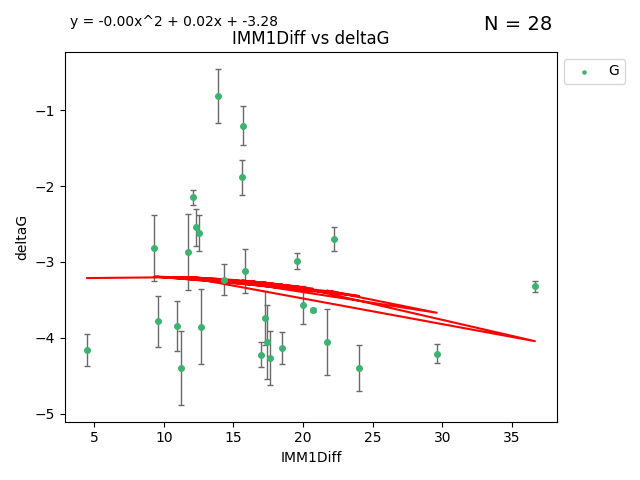 y = -0.00x^2 + 0.02x + -3.28
N = 28
IMM1Diff vs deltaG
G
deltaG
−1
−2
−3
−4
−5
5 10 15 20 25 30 35
IMM1Diff